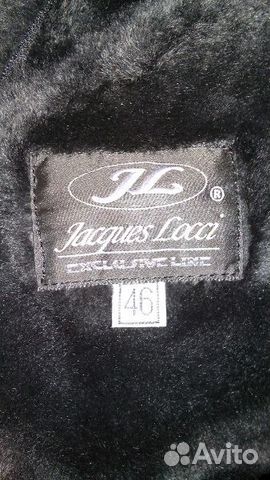 JL ®
Jacques Locci
EXCLUSIVE LINE
46
Avito